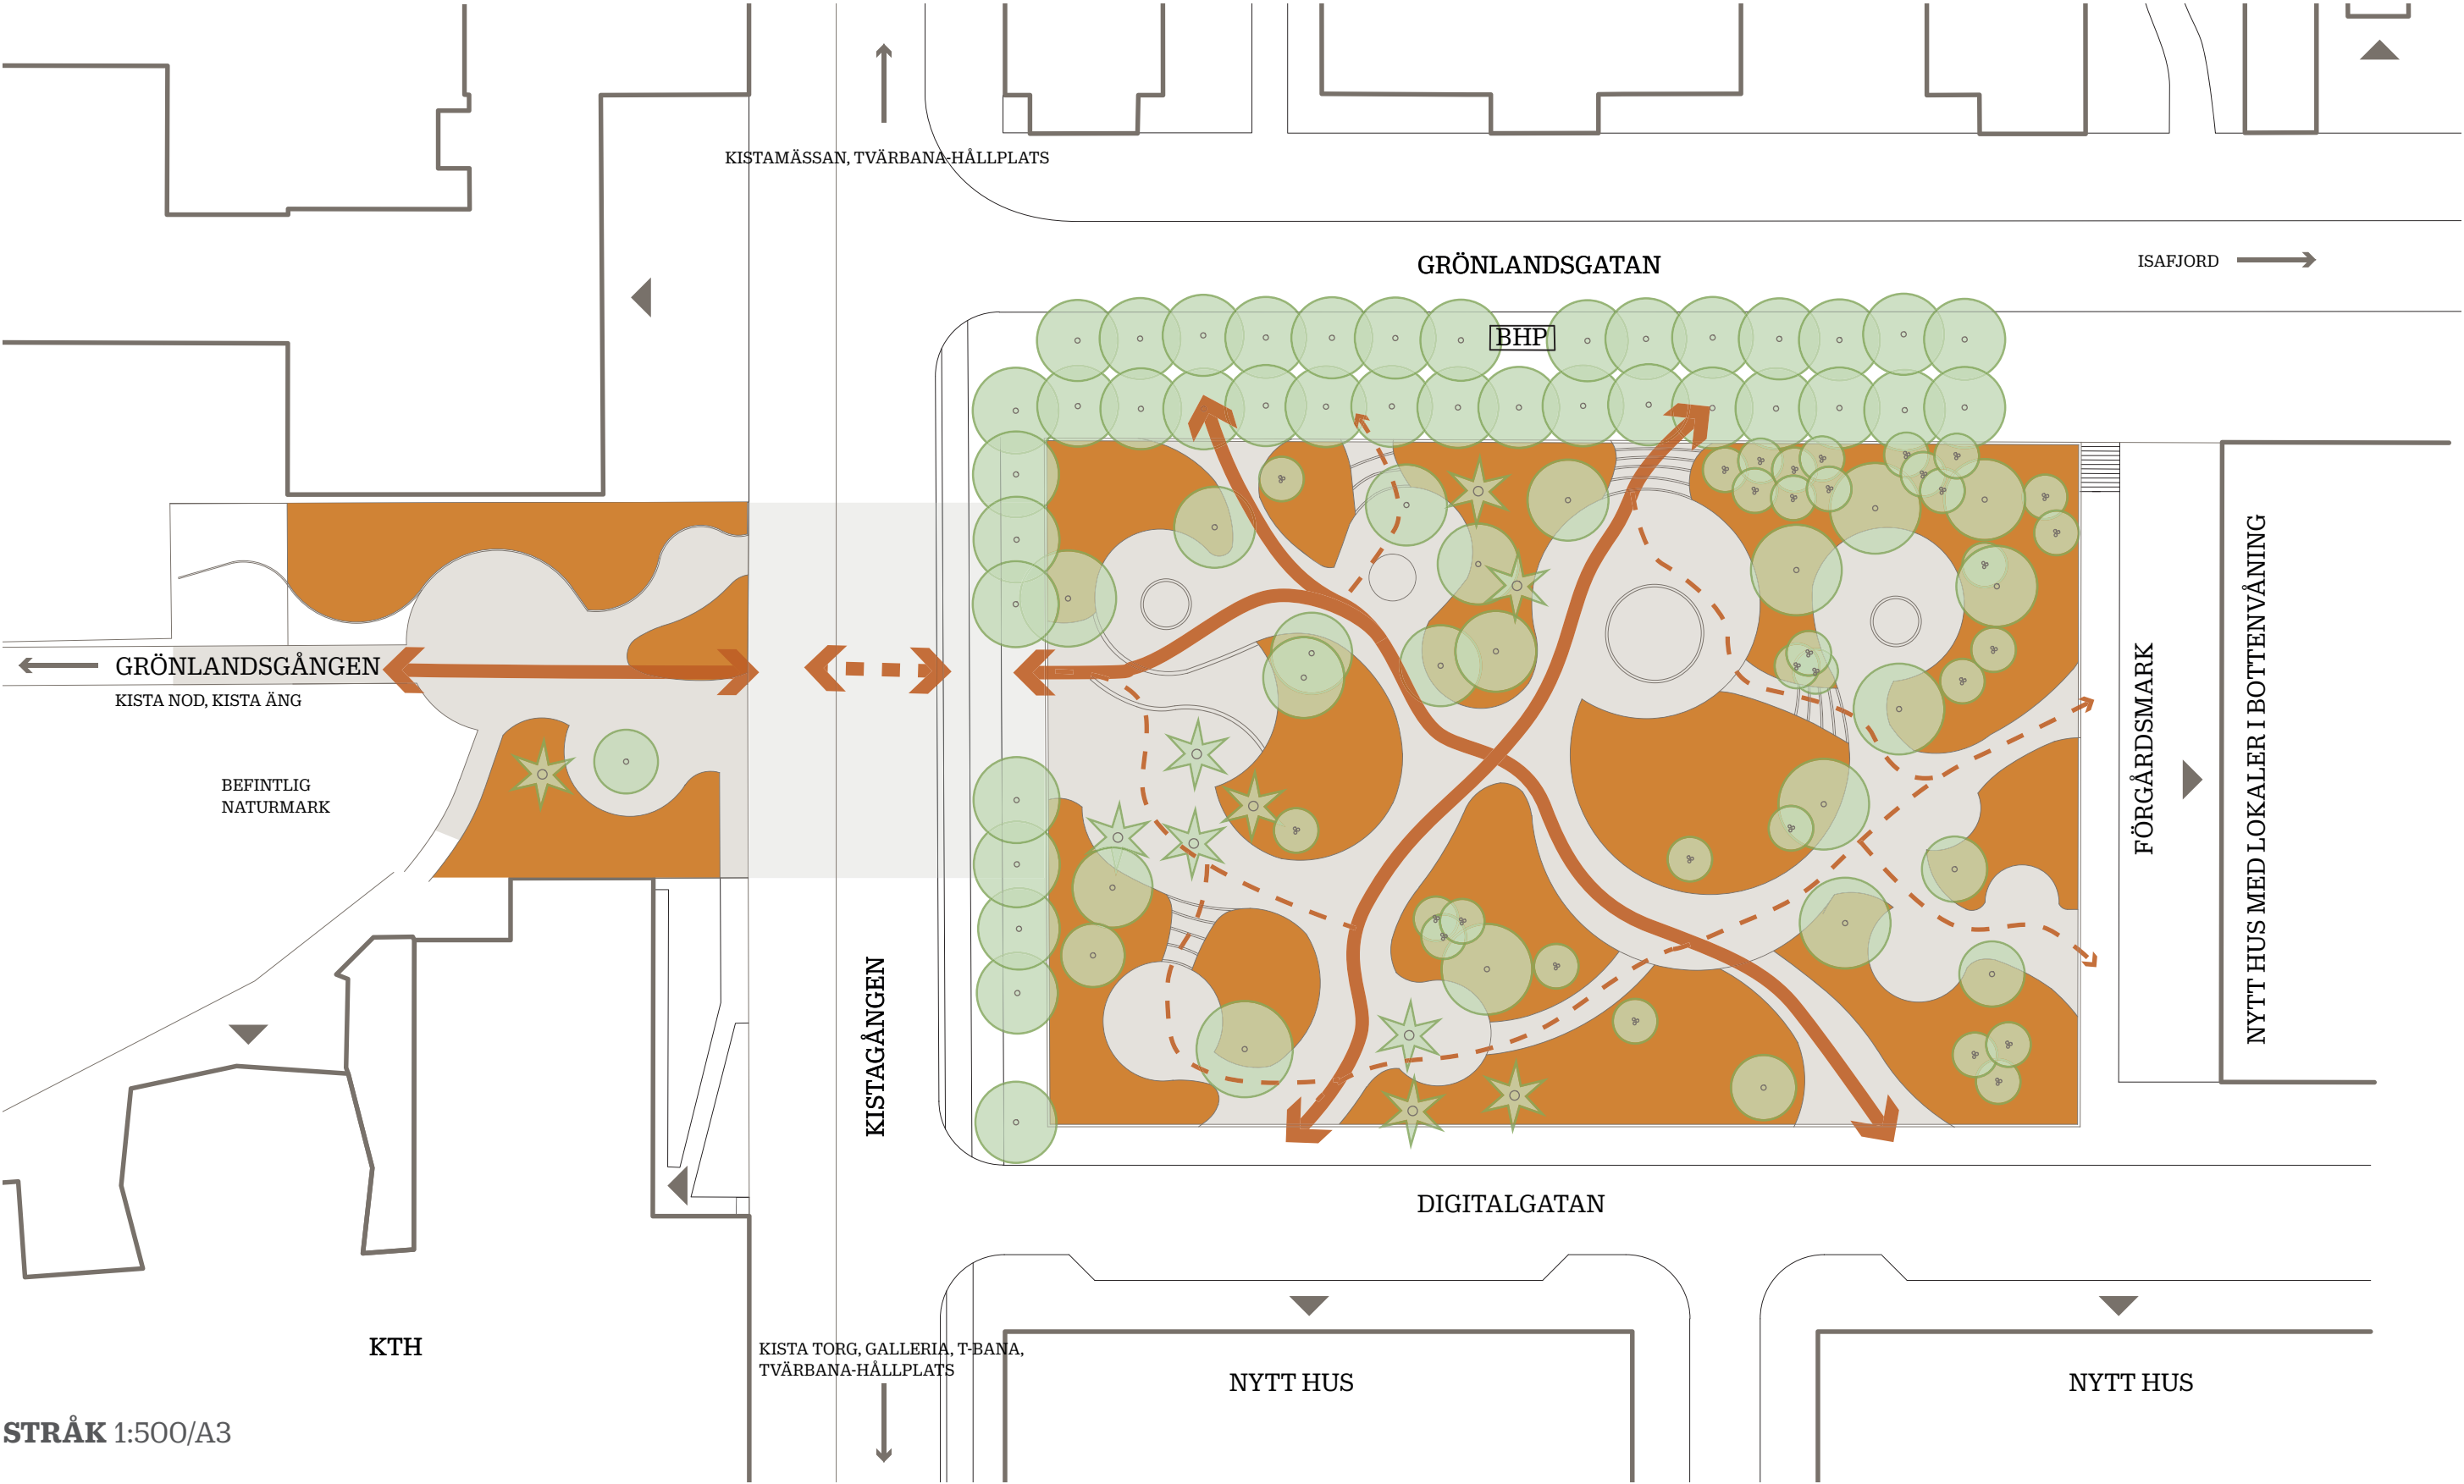 KISTAMÄSSAN, TVÄRBANA-HÅLLPLATS
GRÖNLANDSGATAN
ISAFJORD
BHP
GRÖNLANDSGÅNGEN
KISTA NOD, KISTA ÄNG
BEFINTLIG
NATURMARK
FÖRGÅRDSMARK
NYTT HUS MED LOKALER I BOTTENVÅNING
KISTAGÅNGEN
DIGITALGATAN
KTH
KISTA TORG, GALLERIA, T-BANA,
TVÄRBANA-HÅLLPLATS
NYTT HUS
NYTT HUS
STRÅK 1:500/A3